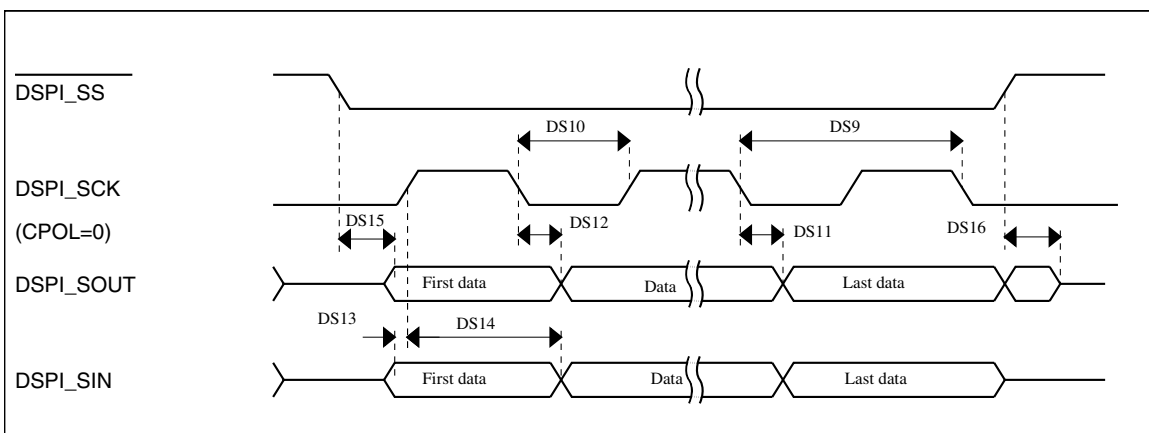 DSPI_SS
DS10
DS9
DSPI_SCK
(CPOL=0)
DS15
DS12
DS11
DS16
DSPI_SOUT
First data
Data
Last data
DS13
DS14
DSPI_SIN
First data
Data
Last data